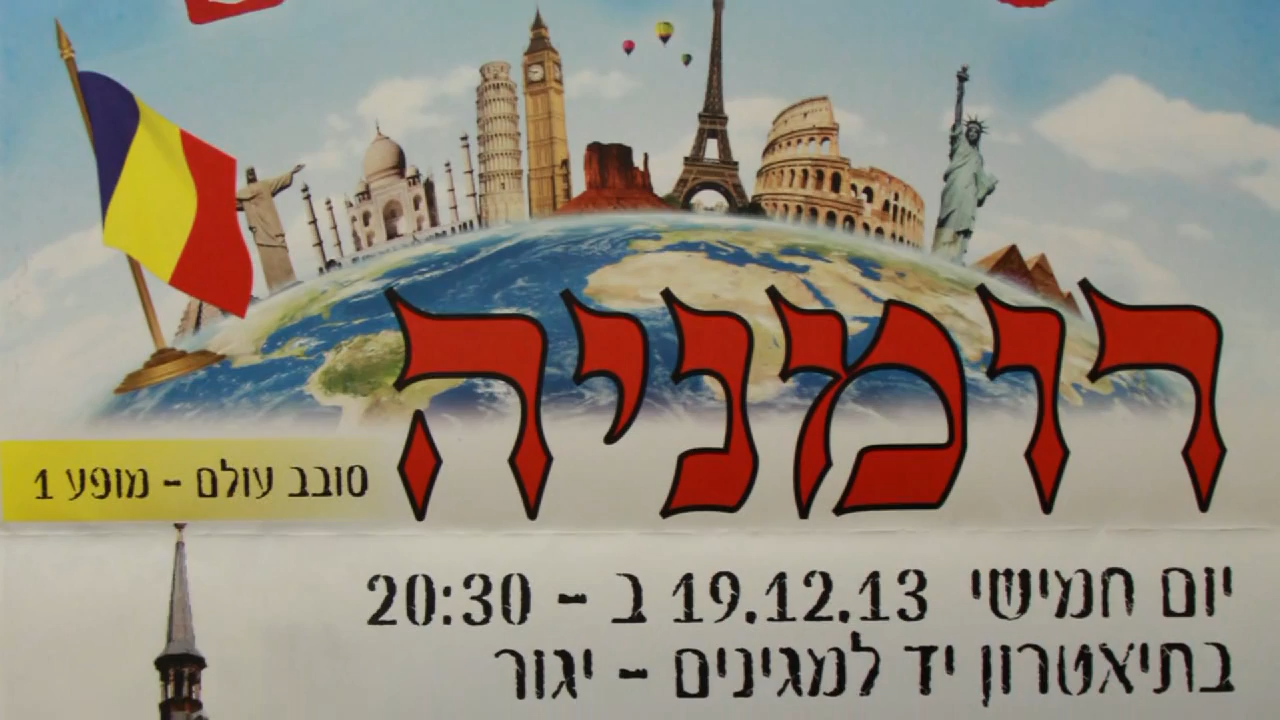 רומניה
סובב עולם - מופע 1
יום חמישי 19.12.13 ב - 20:30
בתיאטרון יד למגינים - יגור